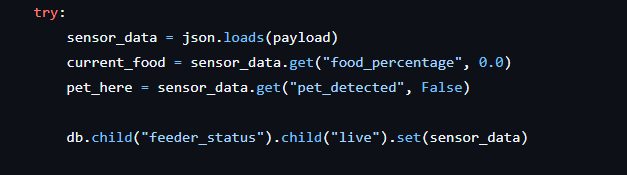 try:
sensor_data = json.loads(payload)
current_food = sensor_data.get("food_percentage", 0.0)
pet_here = sensor_data.get("pet_detected", False)
db.child("feeder_status").child("live").set(sensor_data)